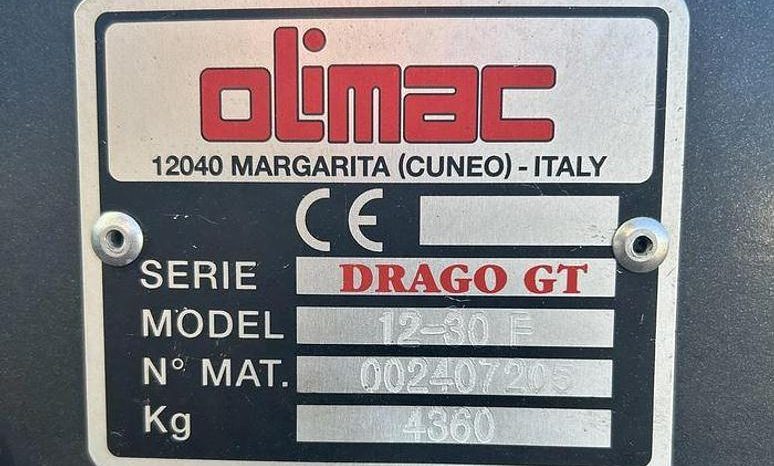 olimac
12040 MARGARITA (CUNEO) - ITALY
CE
SERIE DRAGO GT
MODEL 12-30 F
N° MAT. 002407205
Kg 4360